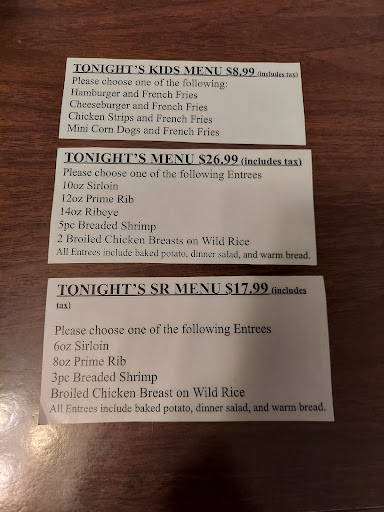 TONIGHT'S KIDS MENU $8.99 (includes tax)
Please choose one of the following:
Hamburger and French Fries
Cheeseburger and French Fries
Chicken Strips and French Fries
Mini Corn Dogs and French Fries
TONIGHT'S MENU $26.99 (includes tax)
Please choose one of the following Entrees
10oz Sirloin
12oz Prime Rib
14oz Ribeye
5pc Breaded Shrimp
2 Broiled Chicken Breasts on Wild Rice
All Entrees include baked potato, dinner salad, and warm bread.
TONIGHT'S SR MENU $17.99 (includes
tax)
Please choose one of the following Entrees
6oz Sirloin
8oz Prime Rib
3pc Breaded Shrimp
Broiled Chicken Breast on Wild Rice
All Entrees include baked potato, dinner salad, and warm bread.